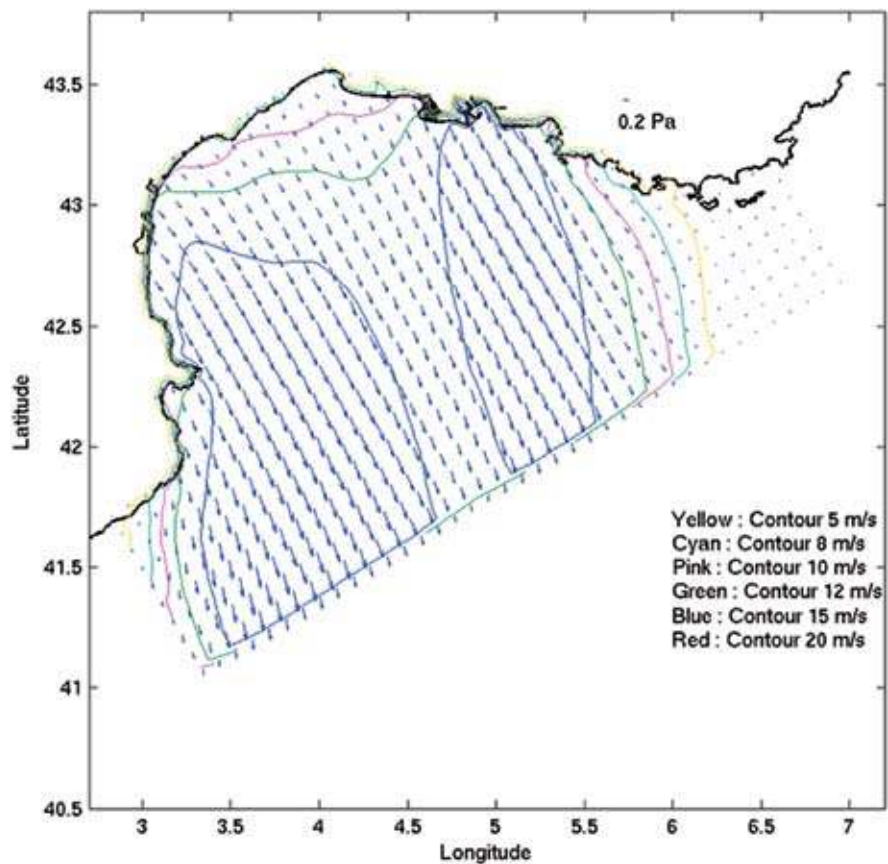 43.5
43
42.5
42
41.5
41
40.5
Latitude
0.2 Pa
Yellow : Contour 5 m/s
Cyan : Contour 8 m/s
Pink : Contour 10 m/s
Green : Contour 12 m/s
Blue : Contour 15 m/s
Red : Contour 20 m/s
3 3.5 4 4.5 5 5.5 6 6.5 7
Longitude